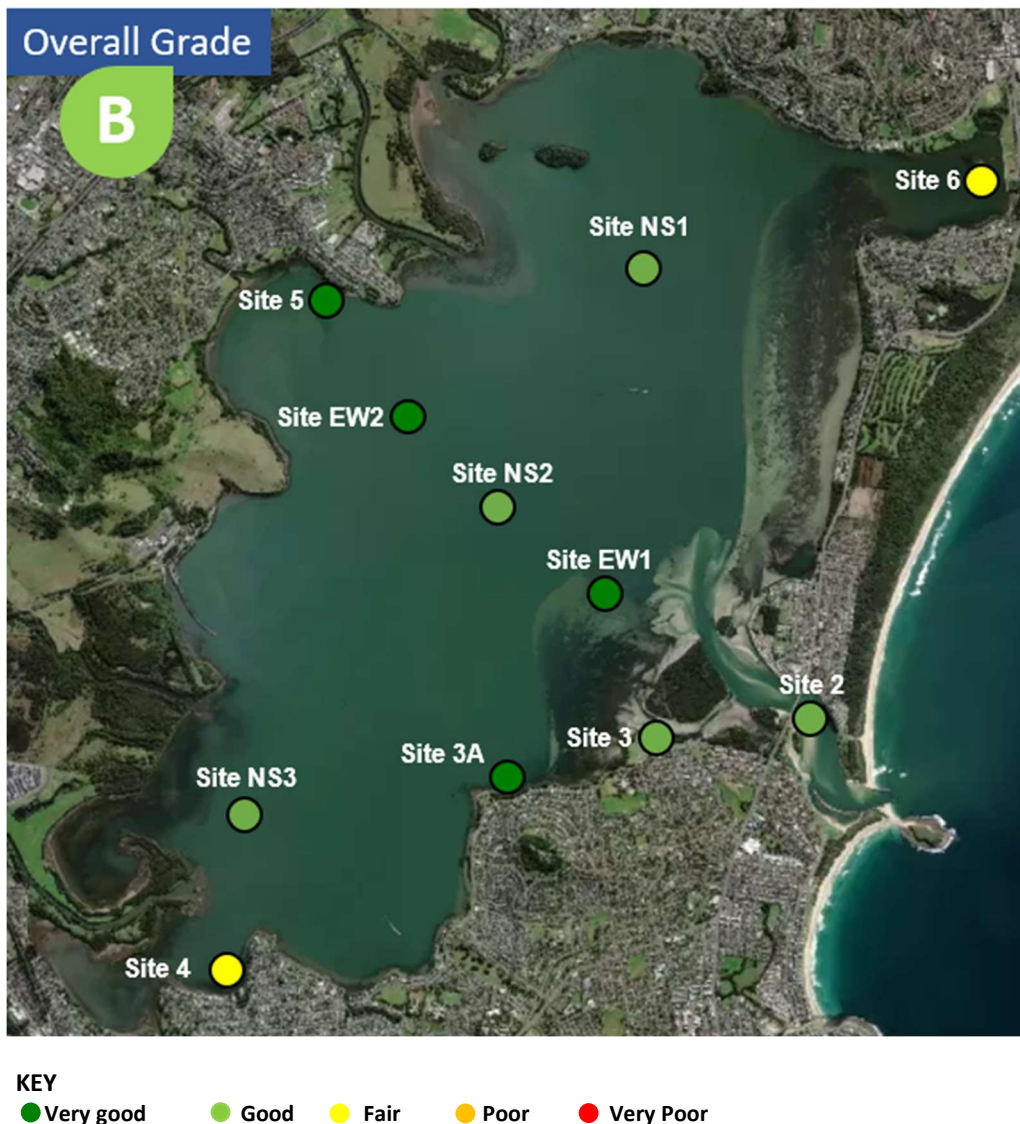 Overall Grade
B
Site 6
Site NS1
Site 5
Site EW2
Site NS2
Site EW1
Site 2
Site 3
Site 3A
Site NS3
Site 4
KEY
Very good Good Fair Poor Very Poor